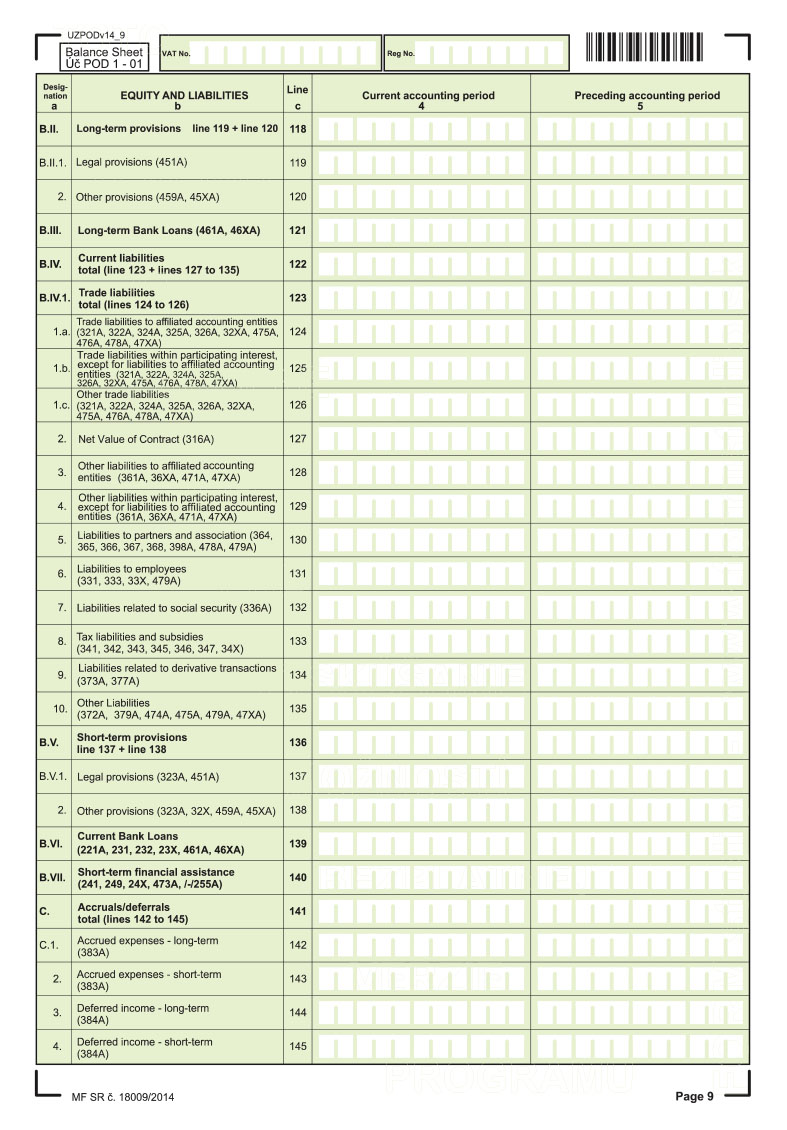 UZPODv14_9
Balance Sheet
Úč POD 1 - 01
VAT No.
Reg No.
Desig-
nation
a
EQUITY AND LIABILITIES
b
Line
c
Current accounting period
4
Preceding accounting period
5
B.II. Long-term provisions line 119 + line 120 118
B.II.1. Legal provisions (451A) 119
2. Other provisions (459A, 45XA) 120
B.III. Long-term Bank Loans (461A, 46XA) 121
B.IV. Current liabilities
total (line 123 + lines 127 to 135) 122
B.IV.1. Trade liabilities
total (lines 124 to 126) 123
1.a. Trade liabilities to affiliated accounting entities
(321A, 322A, 324A, 325A, 326A, 32XA, 475A,
476A, 478A, 47XA) 124
1.b. Trade liabilities within participating interest,
except for liabilities to affiliated accounting
entities (321A, 322A, 324A, 325A,
326A, 32XA, 475A, 476A, 478A, 47XA) 125
1.c. Other trade liabilities
(321A, 322A, 324A, 325A, 326A, 32XA,
475A, 476A, 478A, 47XA) 126
2. Net Value of Contract (316A) 127
3. Other liabilities to affiliated accounting
entities (361A, 36XA, 471A, 47XA) 128
4. Other liabilities within participating interest,
except for liabilities to affiliated accounting
entities (361A, 36XA, 471A, 47XA) 129
5. Liabilities to partners and association (364,
365, 366, 367, 368, 398A, 478A, 479A) 130
6. Liabilities to employees
(331, 333, 33X, 479A) 131
7. Liabilities related to social security (336A) 132
8. Tax liabilities and subsidies
(341, 342, 343, 345, 346, 347, 34X) 133
9. Liabilities related to derivative transactions
(373A, 377A) 134
10. Other Liabilities
(372A, 379A, 474A, 475A, 479A, 47XA) 135
B.V. Short-term provisions
line 137 + line 138 136
B.V.1. Legal provisions (323A, 451A) 137
2. Other provisions (323A, 32X, 459A, 45XA) 138
B.VI. Current Bank Loans
(221A, 231, 232, 23X, 461A, 46XA) 139
B.VII. Short-term financial assistance
(241, 249, 24X, 473A, /-/255A) 140
C. Accruals/deferrals
total (lines 142 to 145) 141
C.1. Accrued expenses - long-term
(383A) 142
2. Accrued expenses - short-term
(383A) 143
3. Deferred income - long-term
(384A) 144
4. Deferred income - short-term
(384A) 145
PROGRAMU
MF SR č. 18009/2014
Page 9